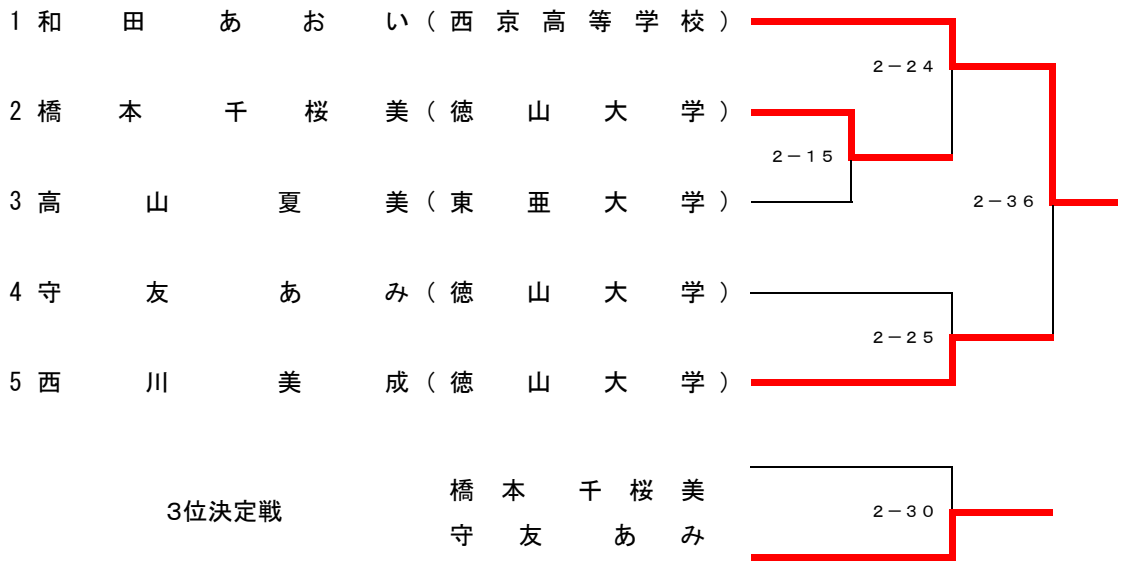 1 和田あおい（西京高等学校）
2－24
2 橋本千桜美（徳山大学）
2－15
3 高山夏美（東亜大学）
2－36
4 守友あみ（徳山大学）
2－25
5 西川美成（徳山大学）
橋本千桜美
3位決定戦
2－30
守友あみ